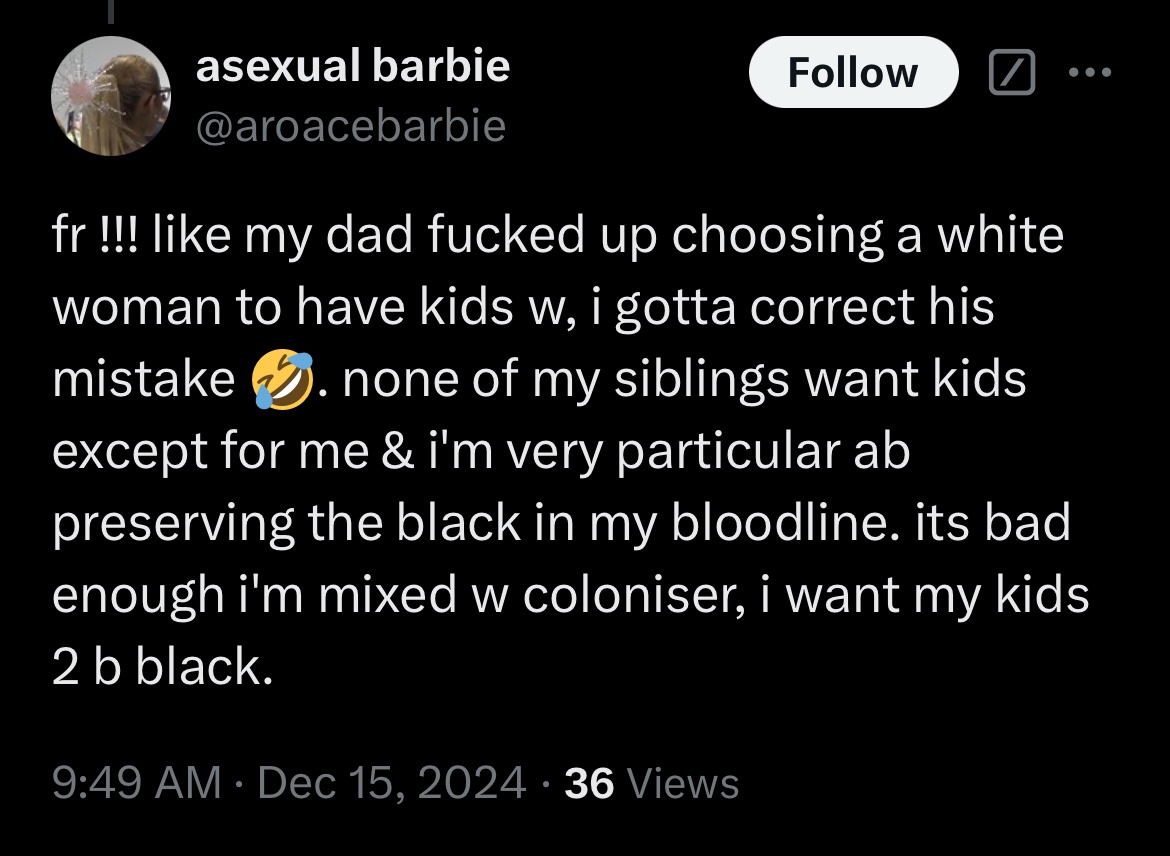 asexual barbie
@aroacebarbie
Follow
fr !!! like my dad fucked up choosing a white
woman to have kids w, i gotta correct his
mistake 🤣. none of my siblings want kids
except for me & i'm very particular ab
preserving the black in my bloodline. its bad
enough i'm mixed w coloniser, i want my kids
2 b black.
9:49 AM · Dec 15, 2024 · 36 Views